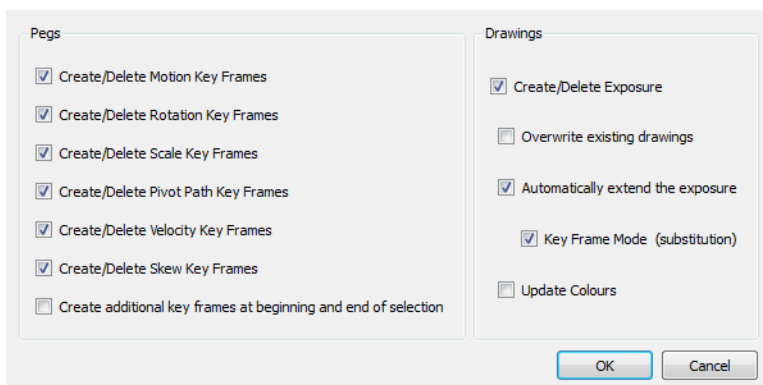 Pegs
Create/Delete Motion Key Frames
Create/Delete Rotation Key Frames
Create/Delete Scale Key Frames
Create/Delete Pivot Path Key Frames
Create/Delete Velocity Key Frames
Create/Delete Skew Key Frames
Create additional key frames at beginning and end of selection
Drawings
Create/Delete Exposure
Overwrite existing drawings
Automatically extend the exposure
Key Frame Mode (substitution)
Update Colours
OK
Cancel